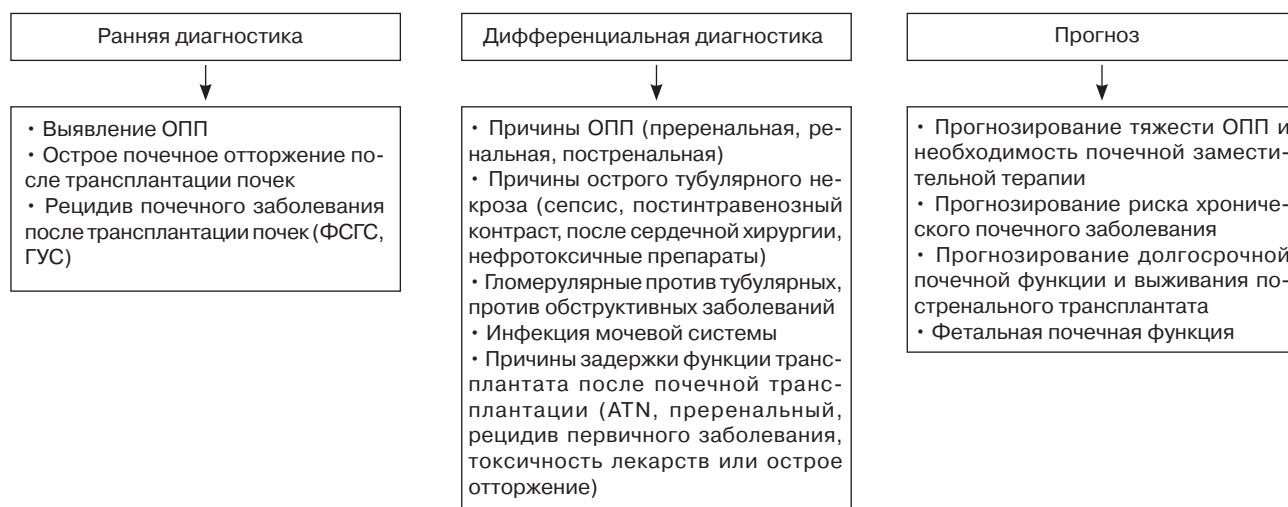 Ранняя диагностика
• Выявление ОПП
• Острое почечное отторжение по-
сле трансплантации почек
• Рецидив почечного заболевания
после трансплантации почек (ФСГС,
ГУС)
Дифференциальная диагностика
• Причины ОПП (преренальная, ре-
нальная, постренальная)
• Причины острого тубулярного не-
кроза (сепсис, постинтравенозный
контраст, после сердечной хирургии,
нефротоксичные препараты)
• Гломерулярные против тубулярных,
против обструктивных заболеваний
• Инфекция мочевой системы
• Причины задержки функции транс-
плантата после почечной транс-
плантации (ATN, преренальный,
рецидив первичного заболевания,
токсичность лекарств или острое
отторжение)
Прогноз
• Прогнозирование тяжести ОПП и
необходимость почечной замести-
тельной терапии
• Прогнозирование риска хрониче-
ского почечного заболевания
• Прогнозирование долгосрочной
почечной функции и выживания по-
стренального трансплантата
• Фетальная почечная функция